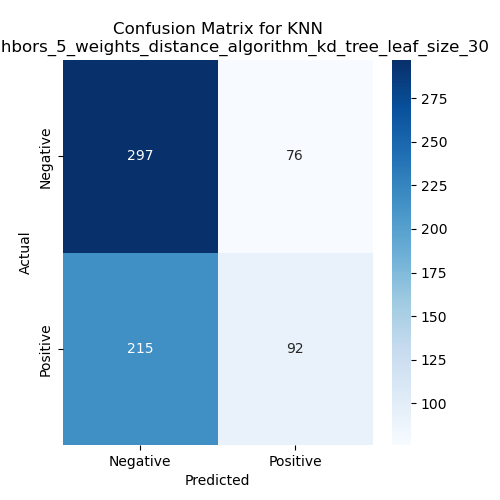 Confusion Matrix for KNN
hbors_5_weights_distance_algorithm_kd_tree_leaf_size_30
Negative
297
76
Actual
Positive
215
92
Negative
Positive
Predicted
275
250
225
200
175
150
125
100